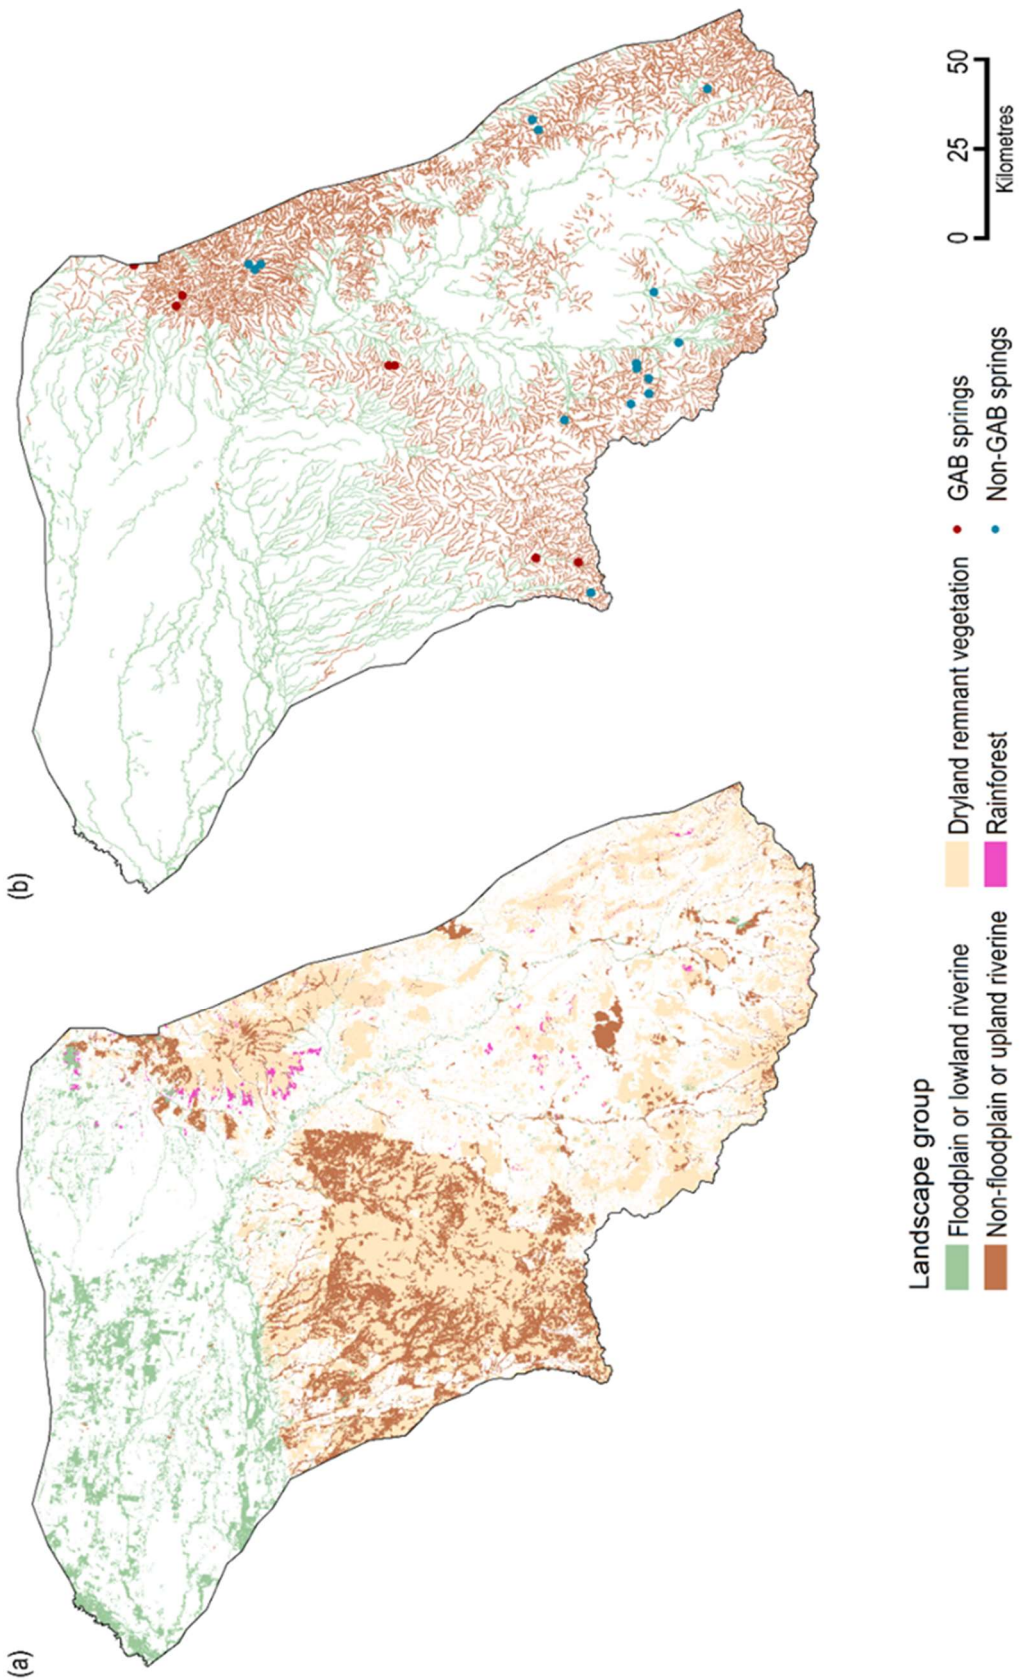 (a)
(b)
Landscape group
Floodplain or lowland riverine
Non-floodplain or upland riverine
Dryland remnant vegetation
Rainforest
GAB springs
Non-GAB springs
0 25 50
Kilometres